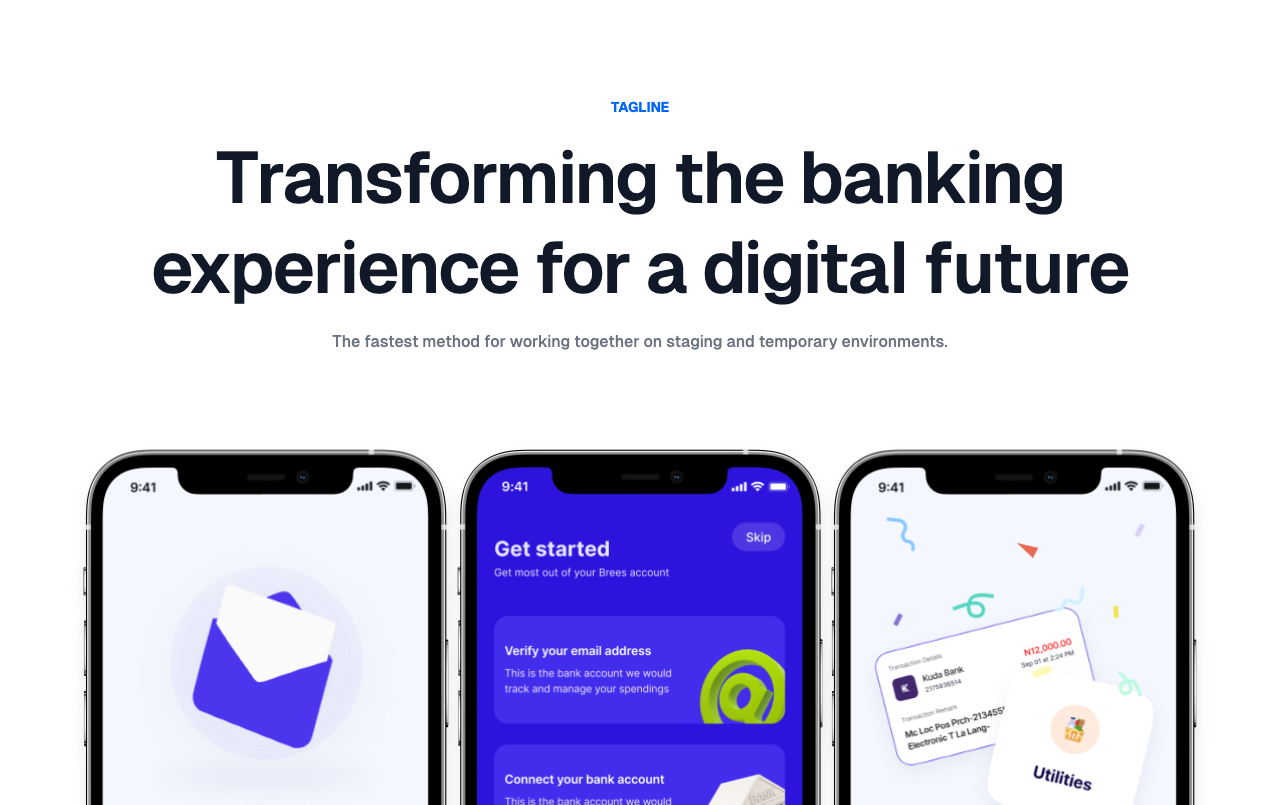 TAGLINE
Transforming the banking
experience for a digital future
The fastest method for working together on staging and temporary environments.
9:41
9:41
Skip
Get started
Get most out of your Brees account
Verify your email address
This is the bank account we would
track and manage your spendings
Connect your bank account
This is the bank account we would
BANK
9:41
Transaction Details
N12,000.00
Sep 01 at 2:24 PM
Kuda Bank
2175836514
Transaction Remark
Mc Loc Pos Prch-213455
Electronic T La Lang-
Utilities